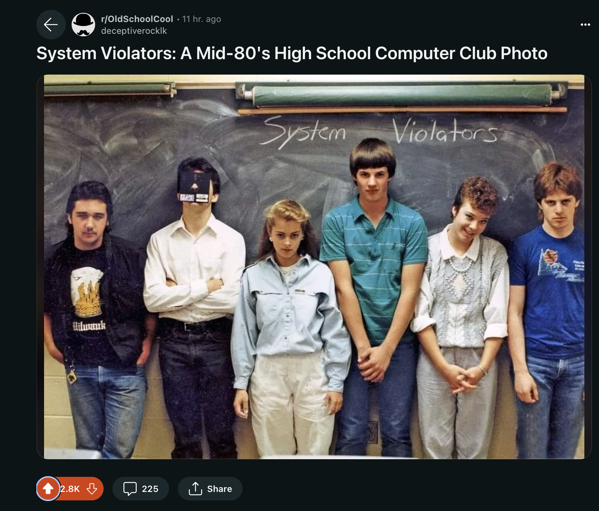 r/OldSchoolCool • 11 hr. ago
deceptiverocklk
System Violators: A Mid-80's High School Computer Club Photo
System Violators
2.8K
225
Share